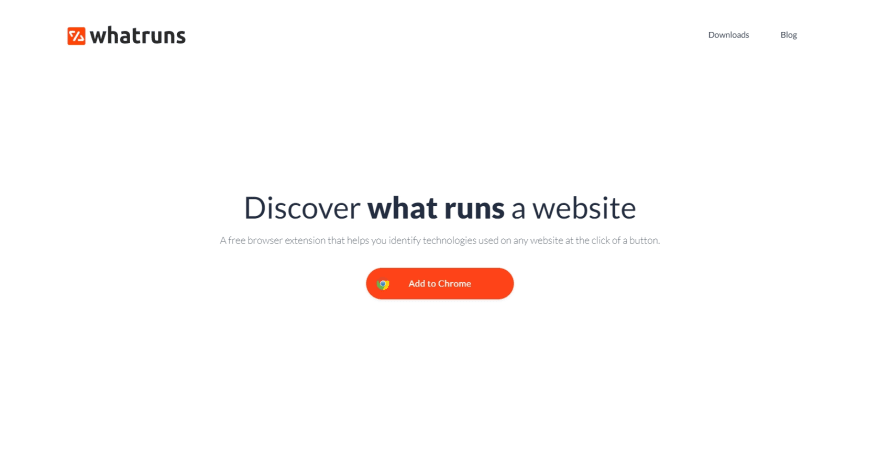 whatruns
Downloads
Blog
Discover what runs a website
A free browser extension that helps you identify technologies used on any website at the click of a button.
Add to Chrome